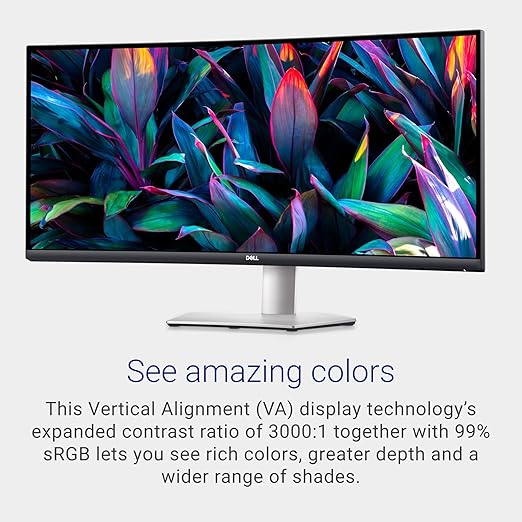 DELL
See amazing colors
This Vertical Alignment (VA) display technology's
expanded contrast ratio of 3000:1 together with 99%
sRGB lets you see rich colors, greater depth and a
wider range of shades.